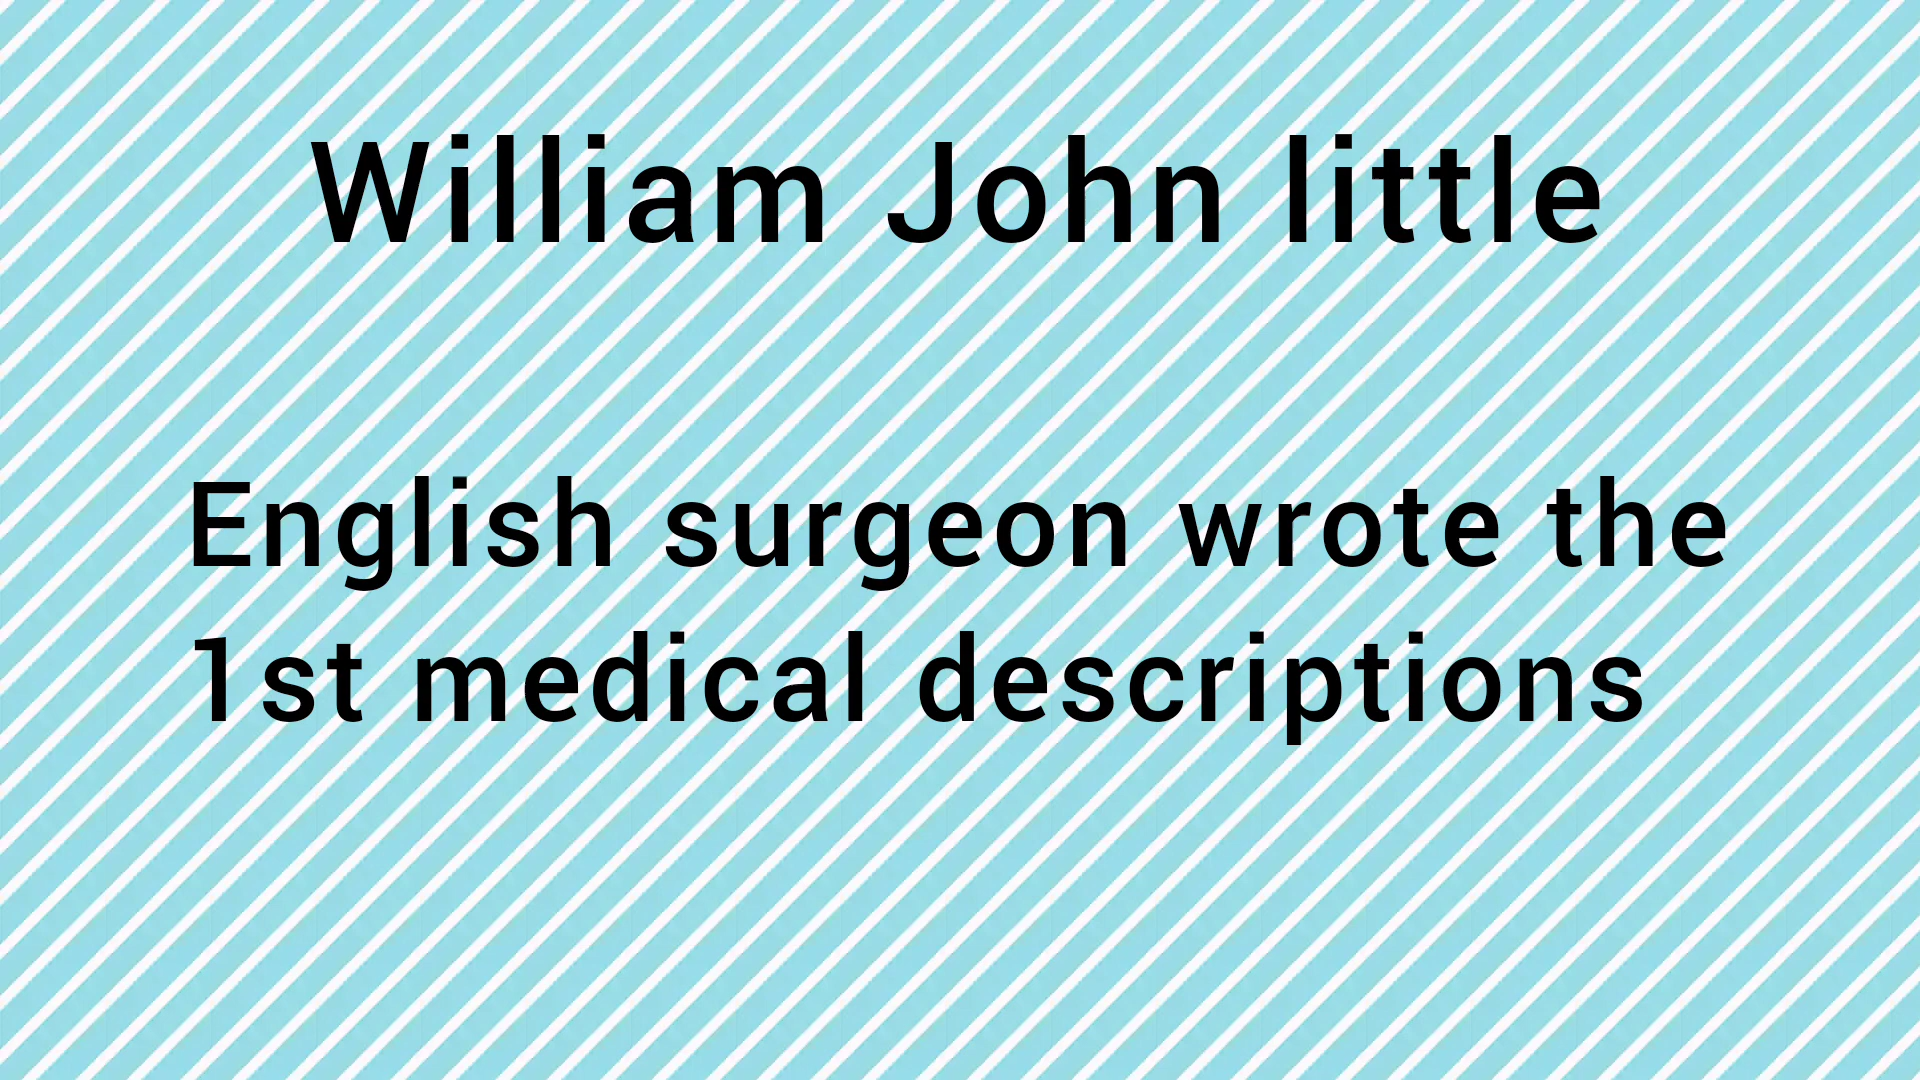 William John little
English surgeon wrote the
1st medical descriptions